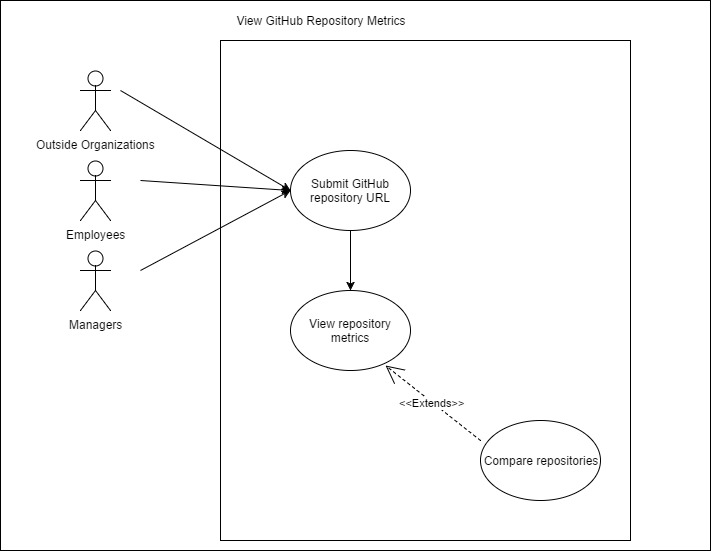 View GitHub Repository Metrics
Outside Organizations
Submit GitHub
repository URL
Employees
Managers
View repository
metrics
<<Extends>>
Compare repositories